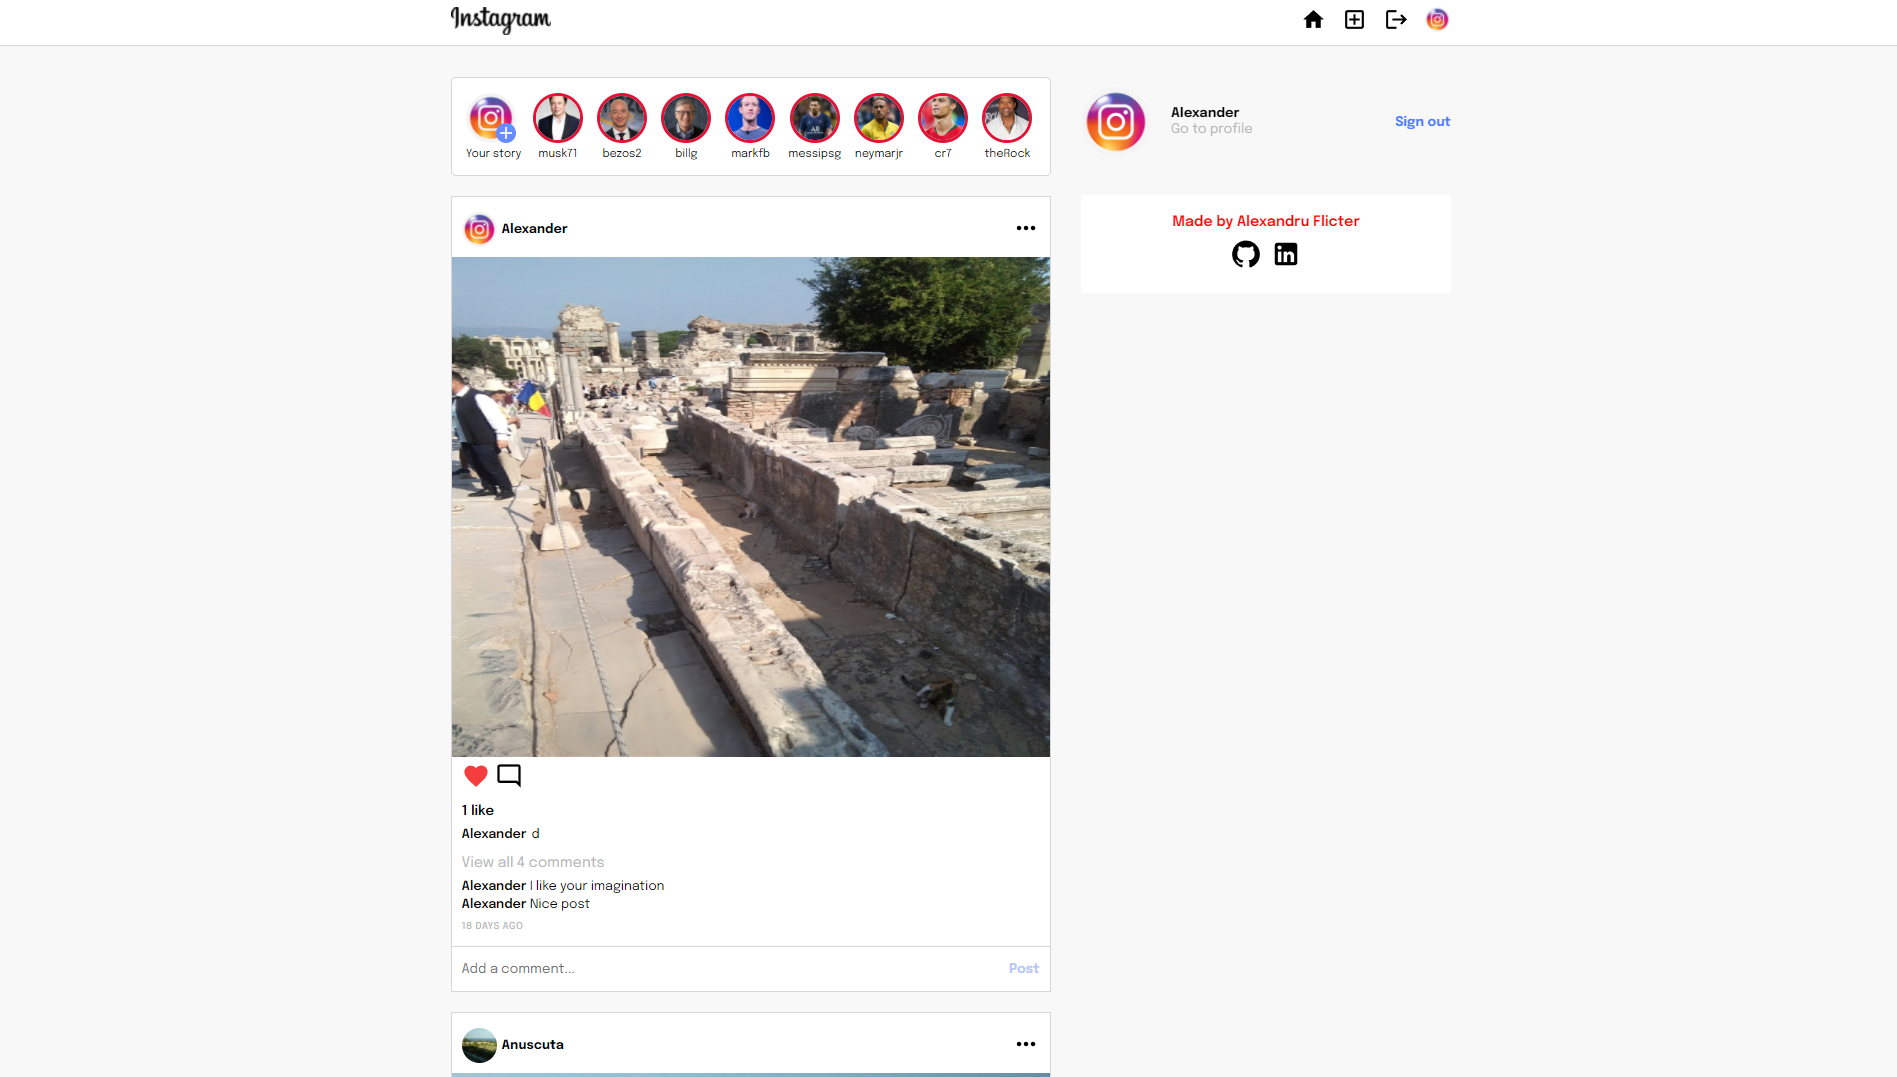 Instagram
Your story
musk71
bezos2
billg
markfb
messipsg
neymarjr
cr7
theRock
Alexander
Go to profile
Sign out
Made by Alexandru Flicter
Alexander
1 like
Alexander d
View all 4 comments
Alexander I like your imagination
Alexander Nice post
18 DAYS AGO
Add a comment...
Post
Anuscuta